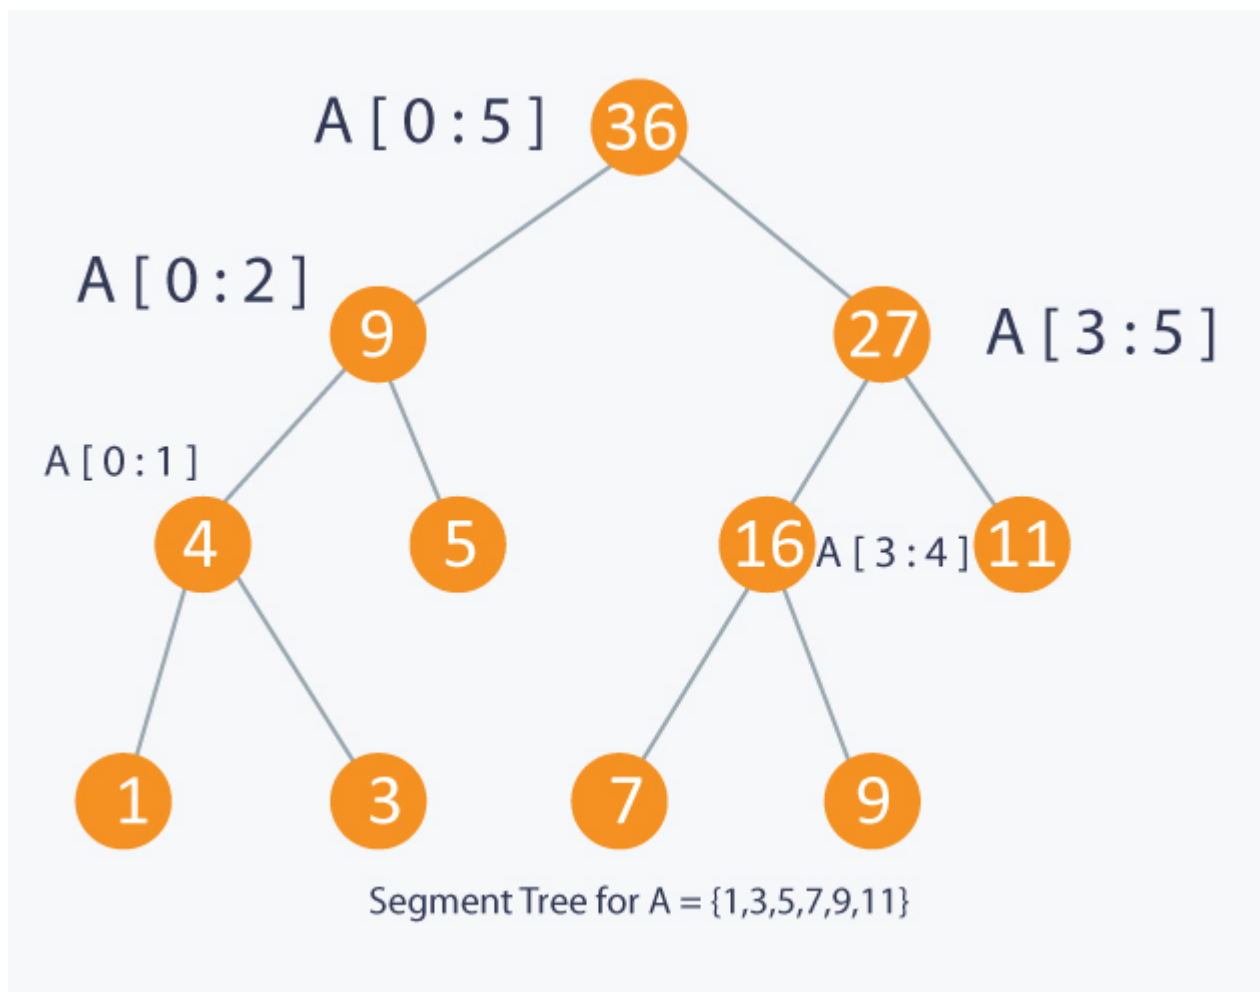 A [ 0 : 5 ] 36
A [ 0 : 2 ]
9 27 A [ 3 : 5 ]
A [ 0 : 1 ]
4 5 16 A [ 3 : 4 ] 11
1 3 7 9
Segment Tree for A = {1,3,5,7,9,11}